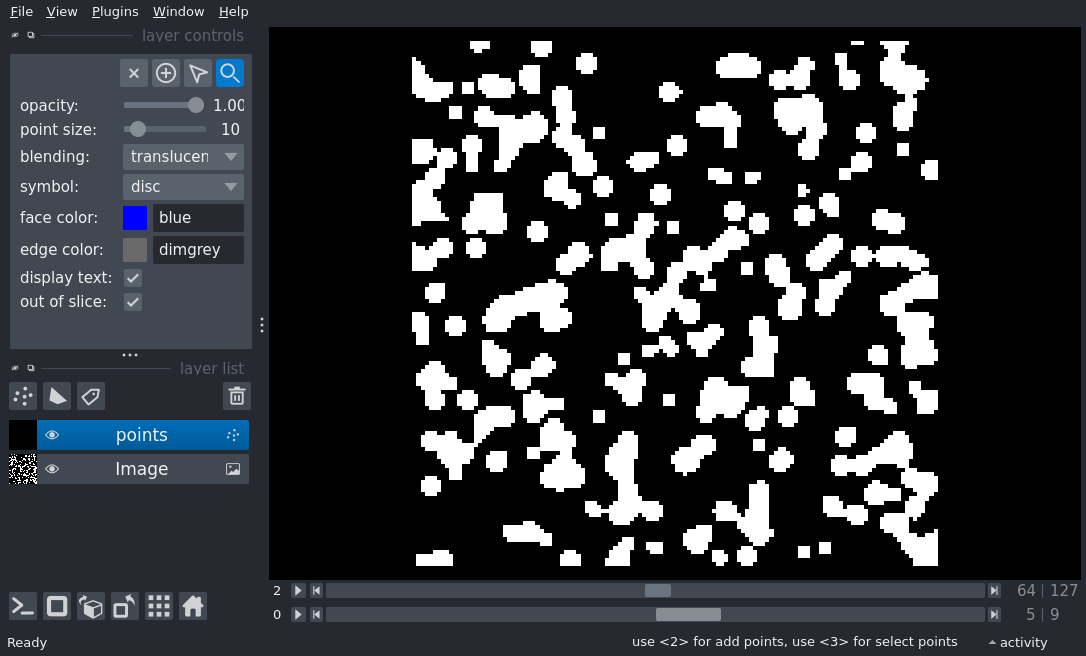 File View Plugins Window Help
layer controls
opacity: 1.00
point size: 10
blending: translucen
symbol: disc
face color: blue
edge color: dimgrey
display text:
out of slice:
layer list
points
Image
2 64 | 127
0 5 | 9
Ready use <2> for add points, use <3> for select points activity